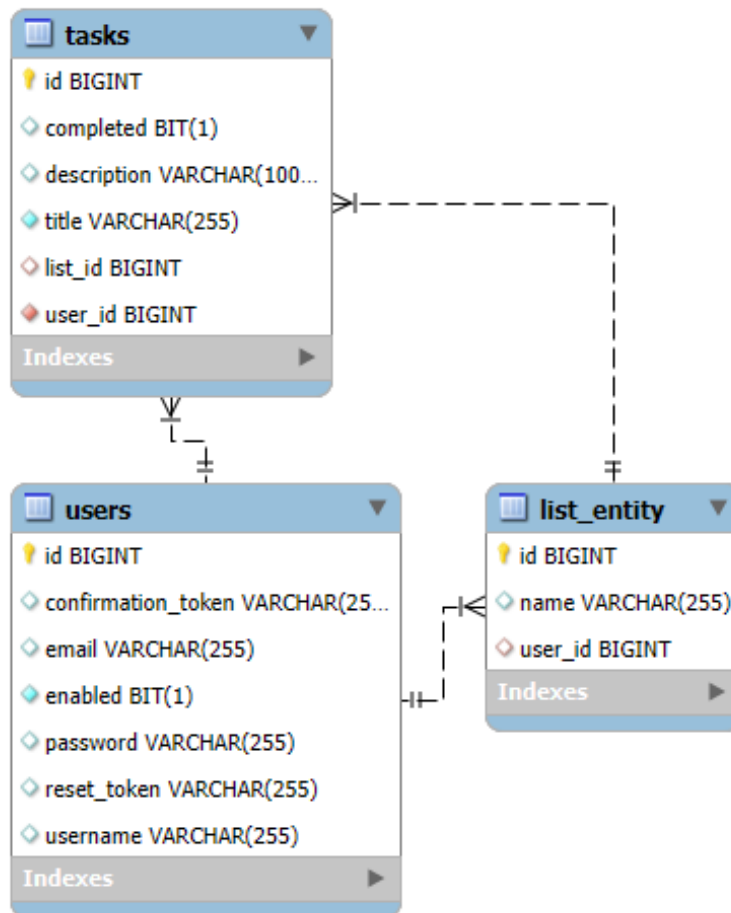 tasks
id BIGINT
completed BIT(1)
description VARCHAR(100...
title VARCHAR(255)
list_id BIGINT
user_id BIGINT
Indexes
users
id BIGINT
confirmation_token VARCHAR(25...
email VARCHAR(255)
enabled BIT(1)
password VARCHAR(255)
reset_token VARCHAR(255)
username VARCHAR(255)
Indexes
list_entity
id BIGINT
name VARCHAR(255)
user_id BIGINT
Indexes